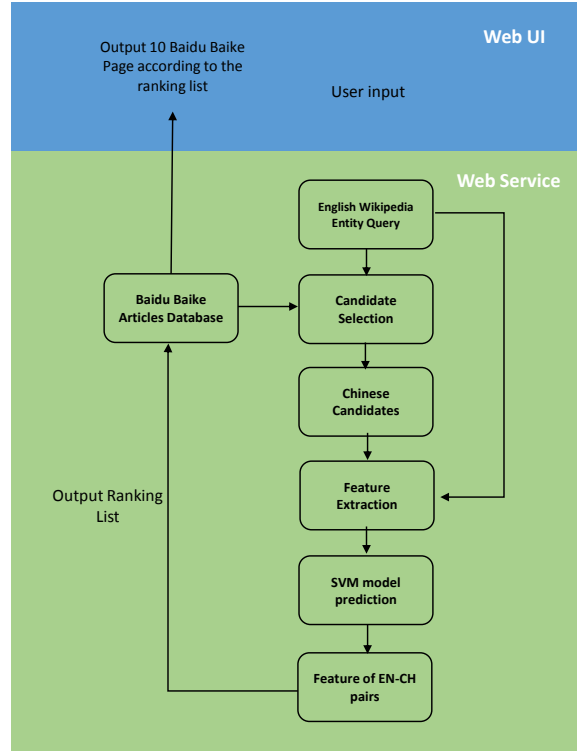 Web UI
Output 10 Baidu Baike
Page according to the
ranking list
User input
Web Service
English Wikipedia
Entity Query
Baidu Baike
Articles Database
Candidate
Selection
Chinese
Candidates
Feature
Extraction
Output Ranking
List
SVM model
prediction
Feature of EN-CH
pairs